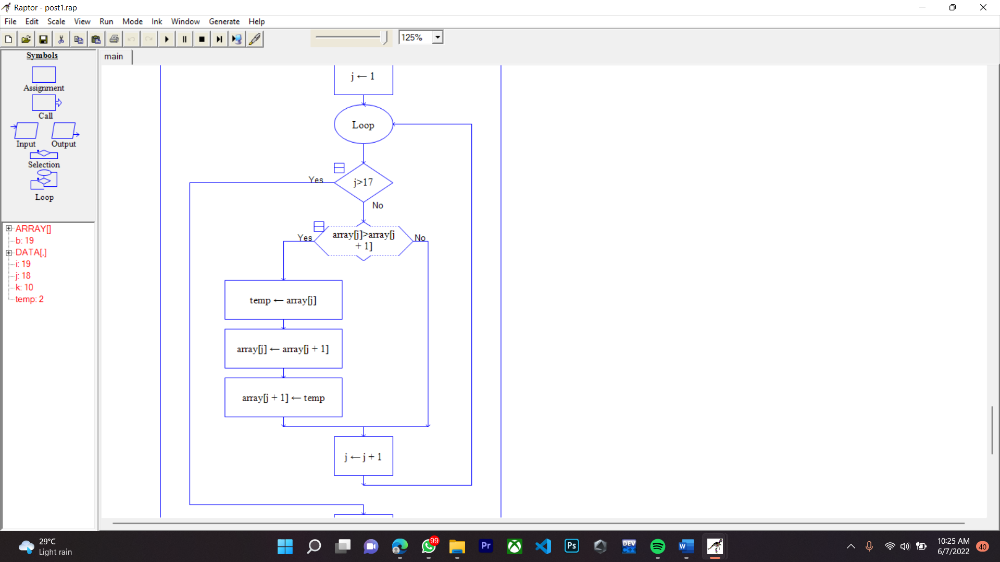 Raptor - post1.rap
File Edit Scale View Run Mode Ink Window Generate Help
125%
Symbols
Assignment
Call
Input Output
Selection
Loop
ARRAY[]
b: 19
DATA[,]
i: 19
j: 18
k: 10
temp: 2
main
j ← 1
Loop
Yes
j>17
No
Yes
array[j]>array[j
+ 1]
No
temp ← array[j]
array[j] ← array[j + 1]
array[j + 1] ← temp
j ← j + 1
29°C
Light rain
99
Pr
Ps
DEV
C++
W
10:25 AM
6/7/2022
40